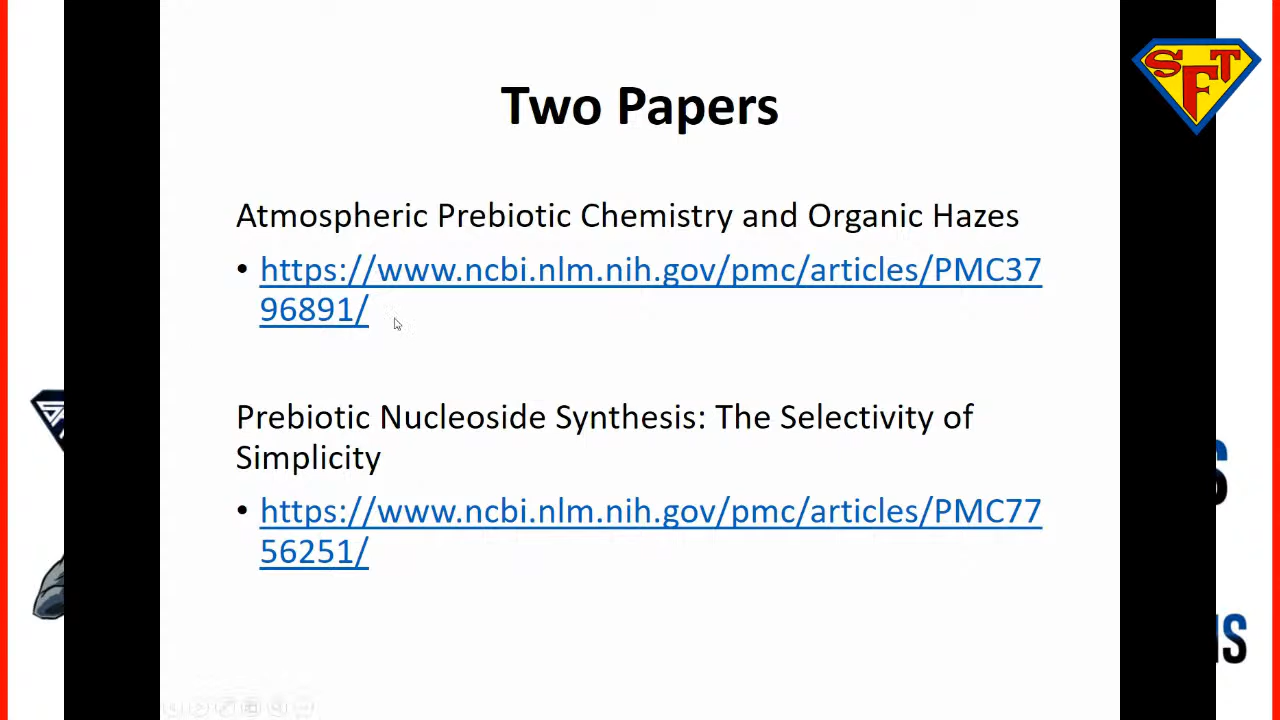 SFT
Two Papers
Atmospheric Prebiotic Chemistry and Organic Hazes
• https://www.ncbi.nlm.nih.gov/pmc/articles/PMC37
96891/
Prebiotic Nucleoside Synthesis: The Selectivity of
Simplicity
• https://www.ncbi.nlm.nih.gov/pmc/articles/PMC77
56251/
S